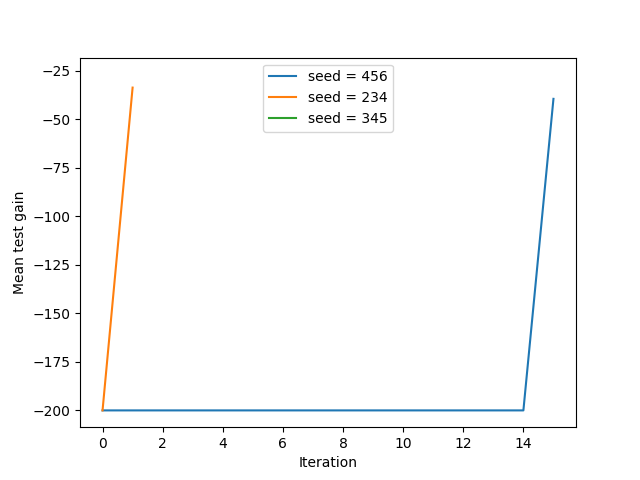 seed = 456
seed = 234
seed = 345
−25
−50
−75
−100
−125
−150
−175
−200
Mean test gain
0 2 4 6 8 10 12 14
Iteration